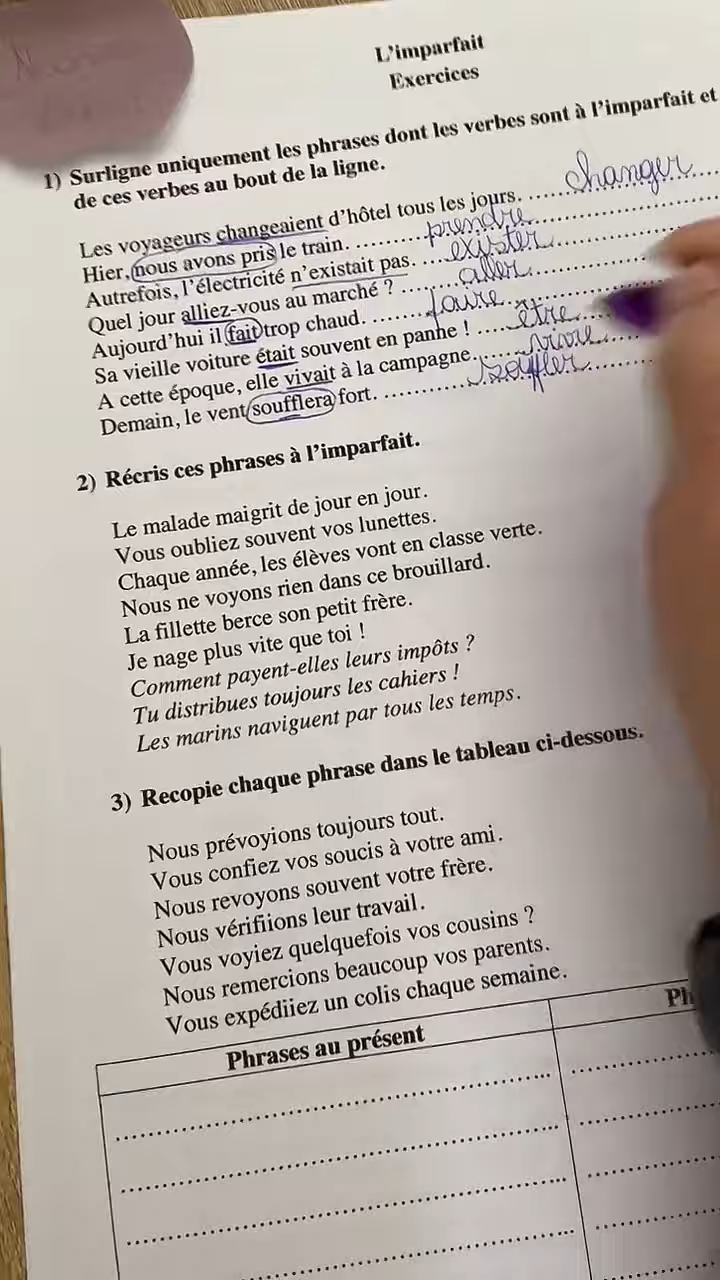 L'imparfait
Exercices
1) Surligne uniquement les phrases dont les verbes sont à l'imparfait et
de ces verbes au bout de la ligne.
Les voyageurs changeaient d'hôtel tous les jours. changer
Hier, nous avons pris le train. prendre
Autrefois, l'électricité n'existait pas. exister
Quel jour alliez-vous au marché ? aller
Aujourd'hui il fait trop chaud. faire
Sa vieille voiture était souvent en panne ! être
A cette époque, elle vivait à la campagne. vivre
Demain, le vent soufflera fort. souffler
2) Récris ces phrases à l'imparfait.
Le malade maigrit de jour en jour.
Vous oubliez souvent vos lunettes.
Chaque année, les élèves vont en classe verte.
Nous ne voyons rien dans ce brouillard.
La fillette berce son petit frère.
Je nage plus vite que toi !
Comment payent-elles leurs impôts ?
Tu distribues toujours les cahiers !
Les marins naviguent par tous les temps.
3) Recopie chaque phrase dans le tableau ci-dessous.
Nous prévoyions toujours tout.
Vous confiez vos soucis à votre ami.
Nous revoyons souvent votre frère.
Nous vérifiions leur travail.
Vous voyiez quelquefois vos cousins ?
Nous remercions beaucoup vos parents.
Vous expédiiez un colis chaque semaine.
Phrases au présent
Ph